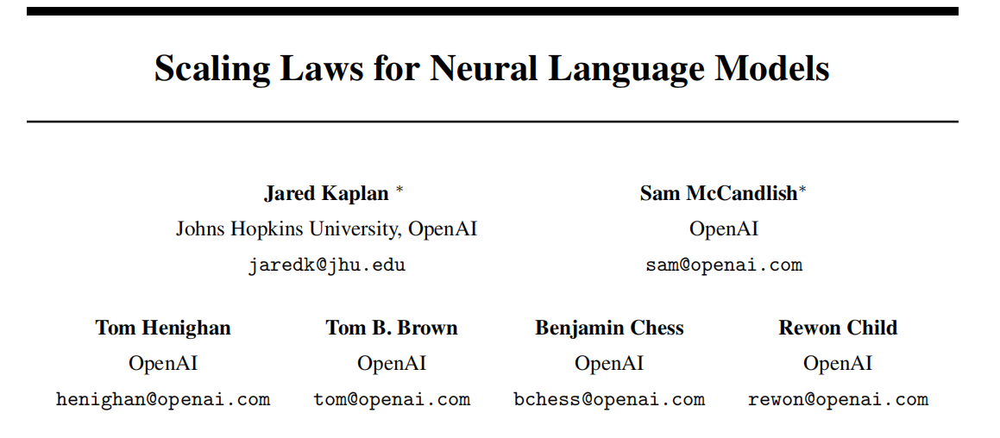 Scaling Laws for Neural Language Models
Jared Kaplan * Sam McCandlish*
Johns Hopkins University, OpenAI OpenAI
jaredk@jhu.edu sam@openai.com
Tom Henighan Tom B. Brown Benjamin Chess Rewon Child
OpenAI OpenAI OpenAI OpenAI
henighan@openai.com tom@openai.com bchess@openai.com rewon@openai.com